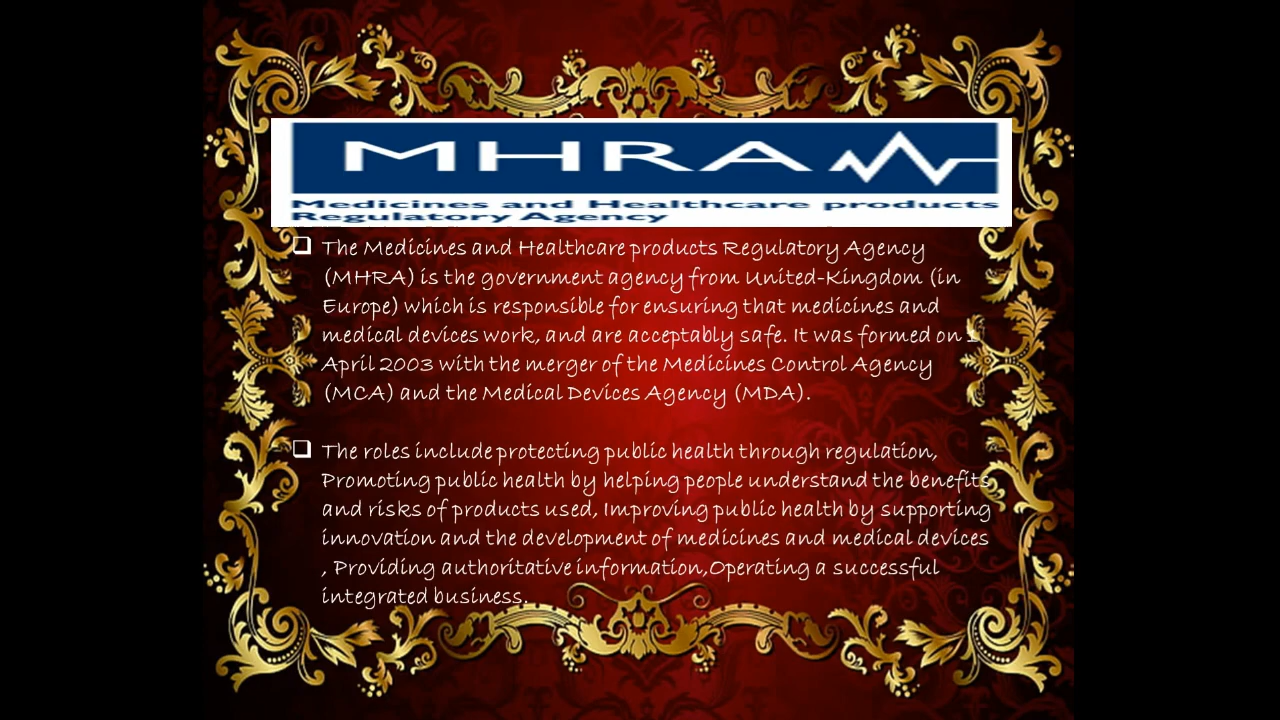 MHRA
Medicines and Healthcare products
Regulatory Agency
The Medicines and Healthcare products Regulatory Agency
(MHRA) is the government agency from United-Kingdom (in
Europe) which is responsible for ensuring that medicines and
medical devices work, and are acceptably safe. It was formed on 1
April 2003 with the merger of the Medicines Control Agency
(MCA) and the Medical Devices Agency (MDA).
The roles include protecting public health through regulation,
Promoting public health by helping people understand the benefits
and risks of products used, Improving public health by supporting
innovation and the development of medicines and medical devices
, Providing authoritative information,Operating a successful
integrated business.